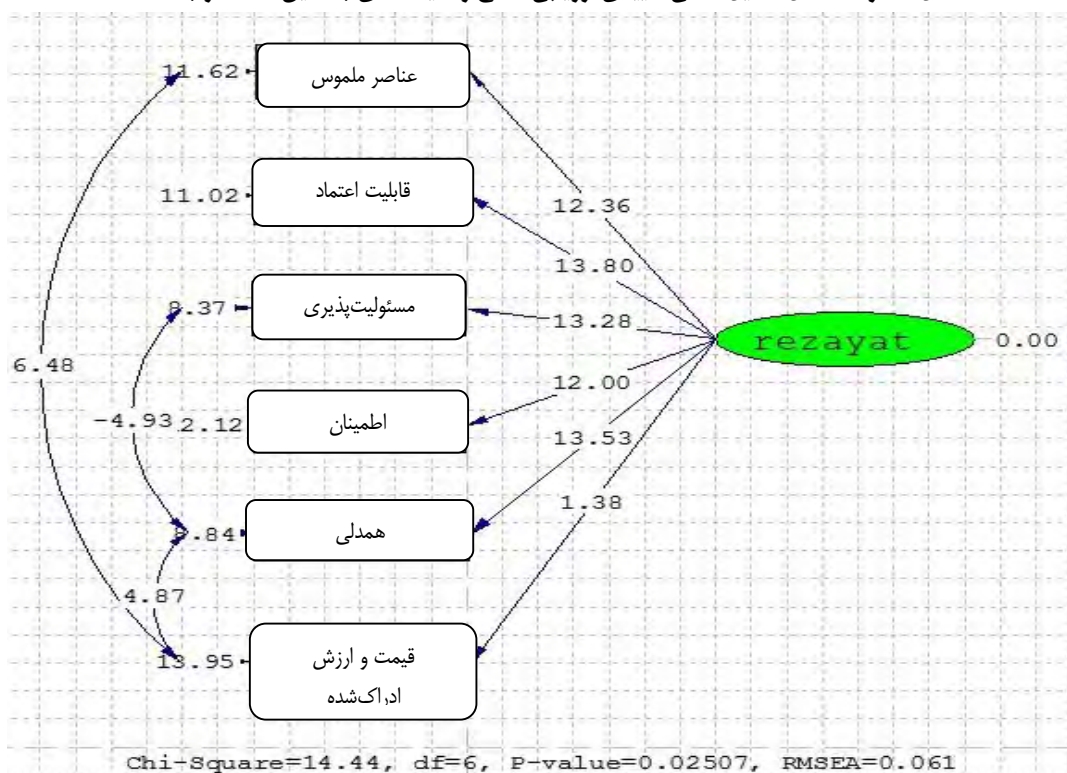 11.62
عناصر ملموس
11.02
قابلیت اعتماد
12.36
13.80
8.37
مسئولیت‌پذیری
13.28
rezayat
0.00
6.48
12.00
-4.93
2.12
اطمینان
13.53
1.38
8.84
همدلی
4.87
13.95
قیمت و ارزش
ادراک‌شده
Chi-Square=14.44, df=6, P-value=0.02507, RMSEA=0.061